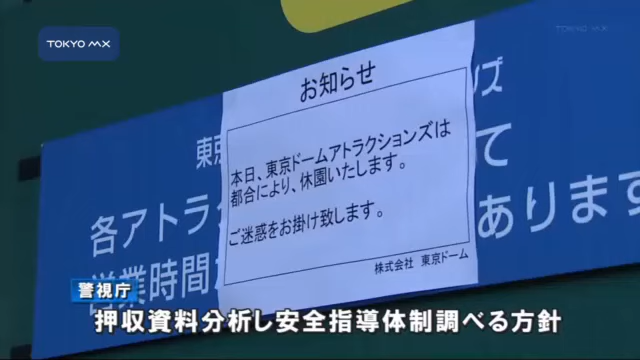 TOKYO MX
TOKYO MX
お知らせ
本日、東京ドームアトラクションズは
都合により、休園いたします。
ご迷惑をお掛け致します。
株式会社 東京ドーム
東京
ズ
て
各アトラク
あります
営業時間
警視庁
押収資料分析し安全指導体制調べる方針